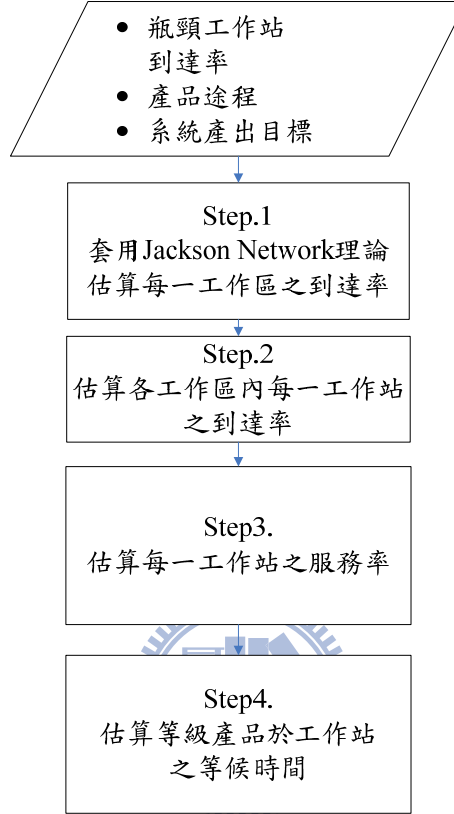 • 瓶頸工作站
到達率
• 產品途程
• 系統產出目標
Step.1
套用Jackson Network理論
估算每一工作區之到達率
Step.2
估算各工作區內每一工作站
之到達率
Step3.
估算每一工作站之服務率
Step4.
估算等級產品於工作站
之等候時間